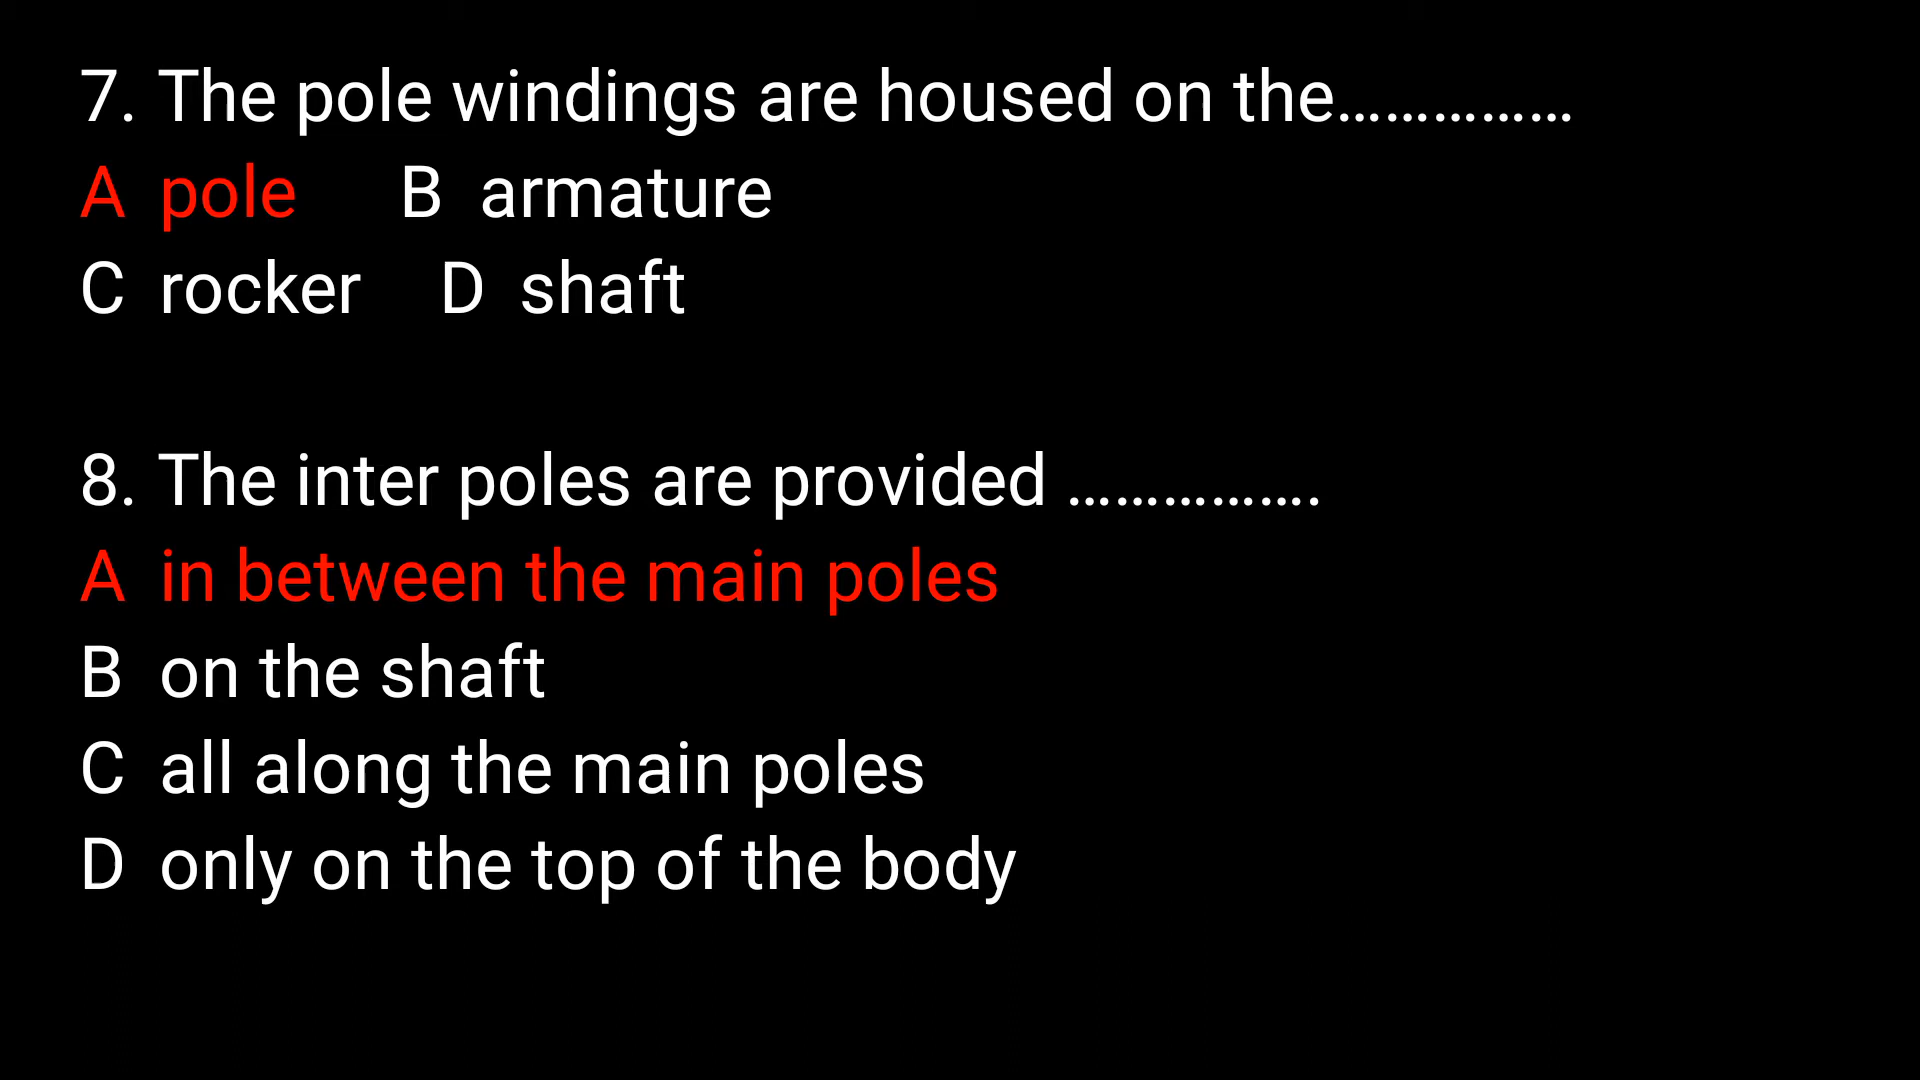 7. The pole windings are housed on the……………
A pole B armature
C rocker D shaft
8. The inter poles are provided …………….
A in between the main poles
B on the shaft
C all along the main poles
D only on the top of the body